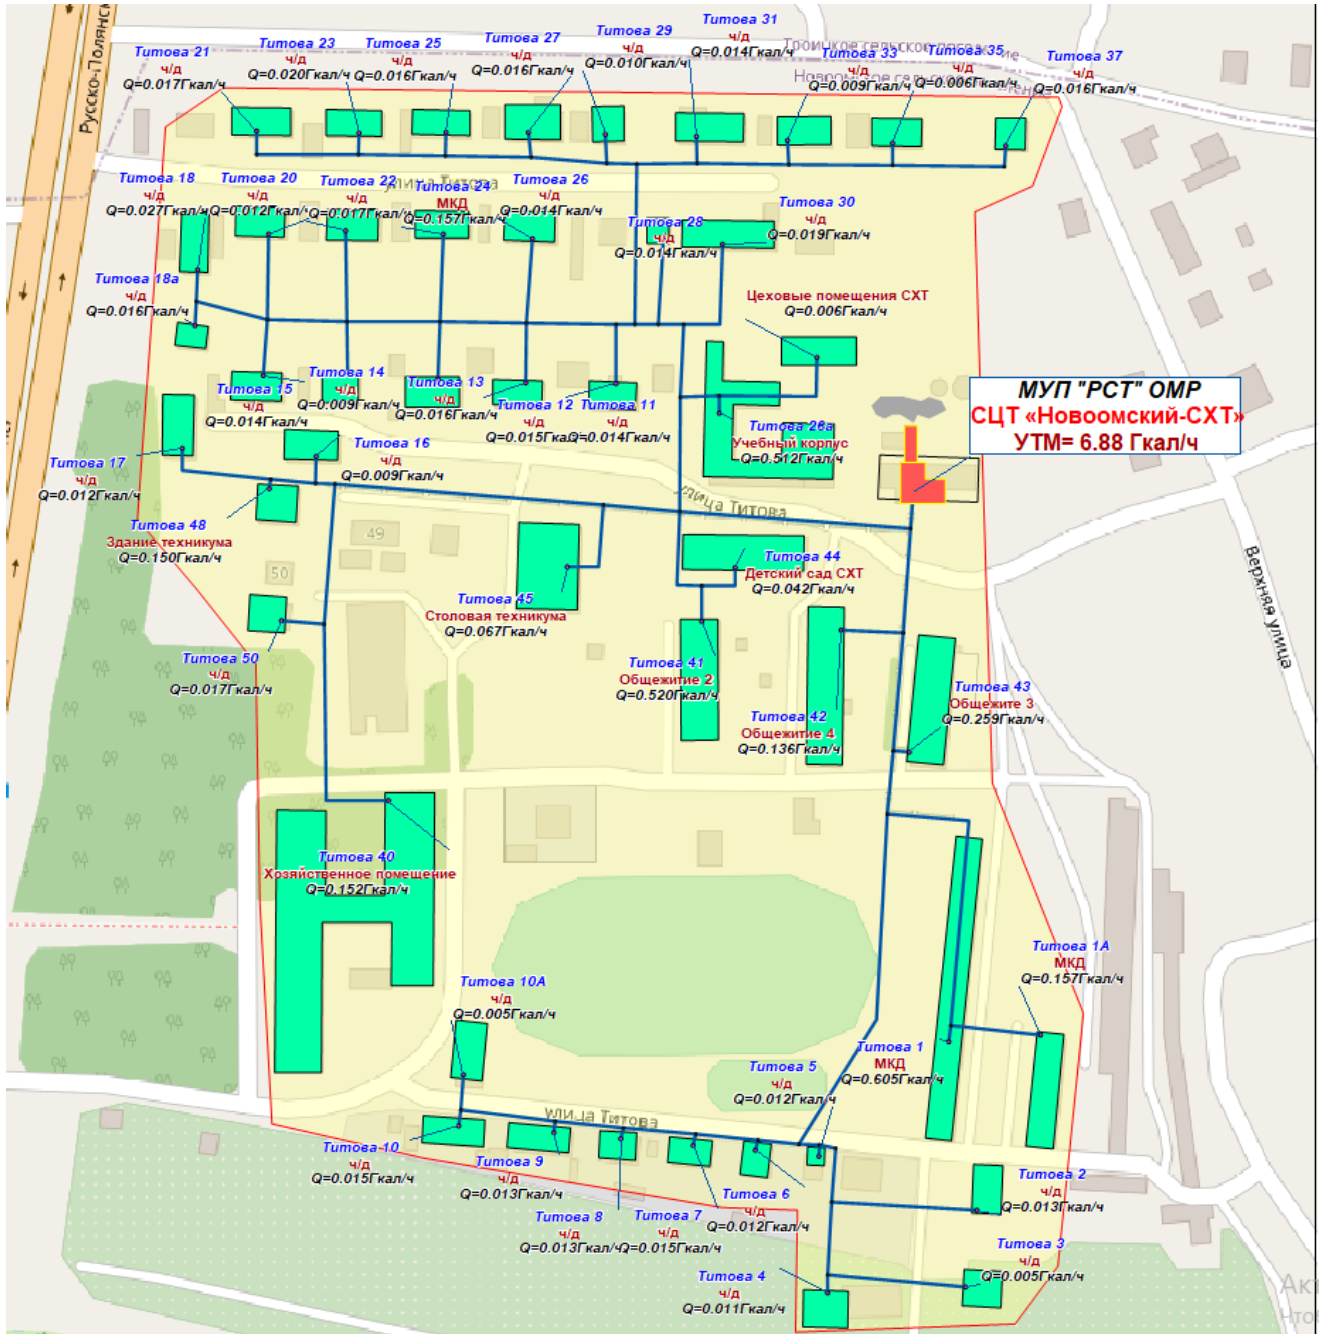 Русско-Полянск
Троицкое сельское поселение
Новоомское сельское
Титова 21
ч/д
Q=0.017Гкал/ч
Титова 23
ч/д
Q=0.020Гкал/ч
Титова 25
ч/д
Q=0.016Гкал/ч
Титова 27
ч/д
Q=0.016Гкал/ч
Титова 29
ч/д
Q=0.010Гкал/ч
Титова 31
Q=0.014Гкал/ч
Титова 33
ч/д
Q=0.009Гкал/ч
Титова 35
Q=0.006Гкал/ч
Титова 37
ч/д
Q=0.016Гкал/ч
улица Титова
Титова 18
ч/д
Q=0.027Гкал/ч
Титова 20
ч/д
Q=0.012Гкал/ч
Титова 22
ч/д
Q=0.017Гкал/ч
Титова 24
МКД
Q=0.157Гкал/ч
Титова 26
ч/д
Q=0.014Гкал/ч
Титова 28
ч/д
Q=0.014Гкал/ч
Титова 30
ч/д
Q=0.019Гкал/ч
Титова 18а
ч/д
Q=0.016Гкал/ч
Цеховые помещения СХТ
Q=0.006Гкал/ч
Титова 15
ч/д
Q=0.014Гкал/ч
Титова 14
ч/д
Q=0.009Гкал/ч
Титова 13
ч/д
Q=0.016Гкал/ч
Титова 12
ч/д
Q=0.015Гкал/ч
Титова 11
ч/д
Q=0.014Гкал/ч
МУП "РСТ" ОМР
СЦТ «Новоомский-СХТ»
УТМ= 6.88 Гкал/ч
Титова 26а
Учебный корпус
Q=0.512Гкал/ч
Титова 16
ч/д
Q=0.009Гкал/ч
Титова 17
ч/д
Q=0.012Гкал/ч
улица Титова
Титова 48
Здание техникума
Q=0.150Гкал/ч
49
50
Титова 44
Детский сад СХТ
Q=0.042Гкал/ч
Верхняя улица
Титова 45
Столовая техникума
Q=0.067Гкал/ч
Титова 50
ч/д
Q=0.017Гкал/ч
Титова 41
Общежитие 2
Q=0.520Гкал/ч
Титова 43
Общежите 3
Q=0.259Гкал/ч
Титова 42
Общежитие 4
Q=0.136Гкал/ч
Титова 40
Хозяйственное помещение
Q=0.152Гкал/ч
Титова 1А
МКД
Q=0.157Гкал/ч
Титова 10А
ч/д
Q=0.005Гкал/ч
Титова 1
МКД
Q=0.605Гкал/ч
Титова 5
ч/д
Q=0.012Гкал/ч
улица Титова
Титова 10
ч/д
Q=0.015Гкал/ч
Титова 9
ч/д
Q=0.013Гкал/ч
Титова 8
ч/д
Q=0.013Гкал/ч
Титова 7
ч/д
Q=0.015Гкал/ч
Титова 6
ч/д
Q=0.012Гкал/ч
Титова 2
ч/д
Q=0.013Гкал/ч
Титова 3
ч/д
Q=0.005Гкал/ч
Титова 4
ч/д
Q=0.011Гкал/ч
Ак
Что